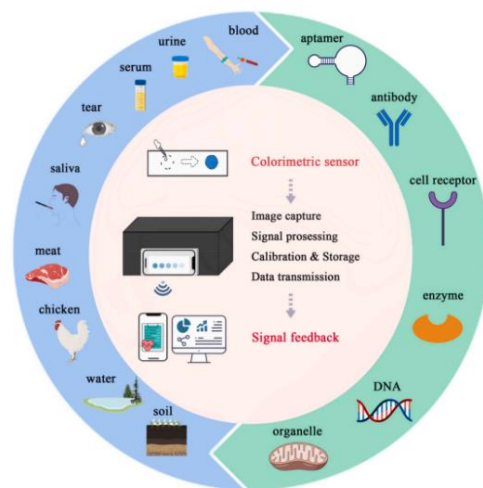 blood
urine
serum
tear
saliva
meat
chicken
water
soil
aptamer
antibody
cell receptor
enzyme
DNA
organelle
Colorimetric sensor
Image capture
Signal prosessing
Calibration & Storage
Data transmission
Signal feedback